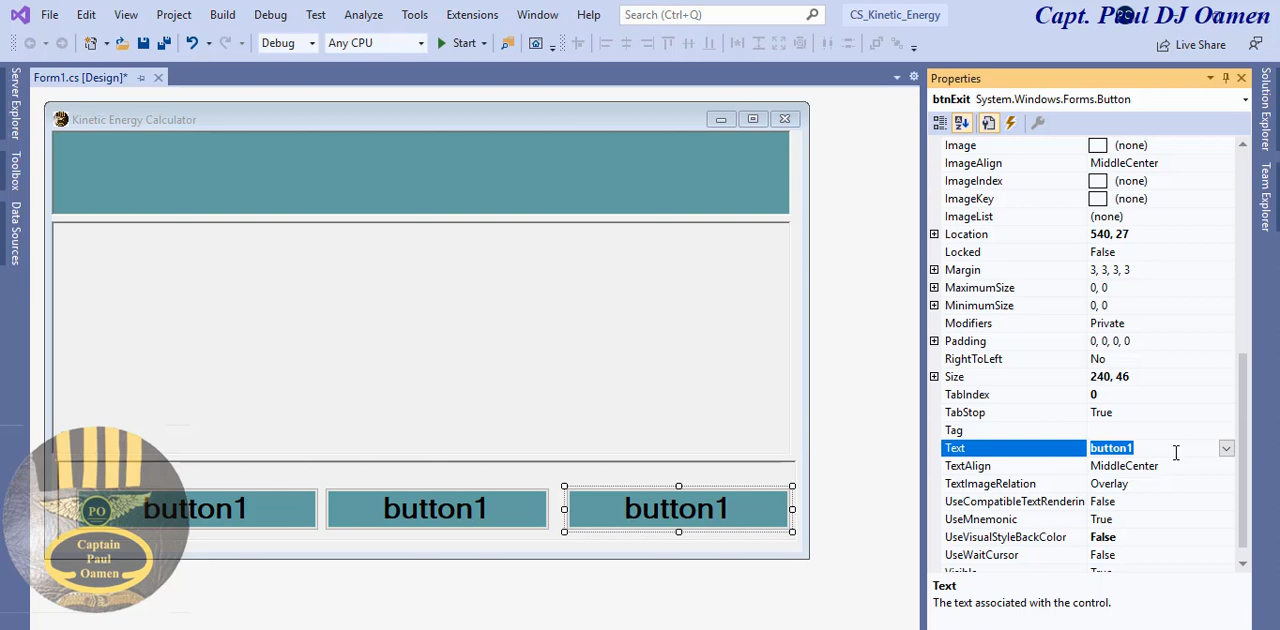 File Edit View Project Build Debug Test Analyze Tools Extensions Window Help Search (Ctrl+Q) CS_Kinetic_Energy
Capt. Paul DJ Oamen
Debug Any CPU Start Live Share
Server Explorer
Toolbox
Data Sources
Form1.cs [Design]*
Kinetic Energy Calculator
button1
button1
button1
PO
Captain
Paul
Oamen
Properties
btnExit System.Windows.Forms.Button
Image (none)
ImageAlign MiddleCenter
ImageIndex (none)
ImageKey (none)
ImageList (none)
Location 540, 27
Locked False
Margin 3, 3, 3, 3
MaximumSize 0, 0
MinimumSize 0, 0
Modifiers Private
Padding 0, 0, 0, 0
RightToLeft No
Size 240, 46
TabIndex 0
TabStop True
Tag
Text button1
TextAlign MiddleCenter
TextImageRelation Overlay
UseCompatibleTextRenderin False
UseMnemonic True
UseVisualStyleBackColor False
UseWaitCursor False
Visible True
Text
The text associated with the control.
Solution Explorer
Team Explorer